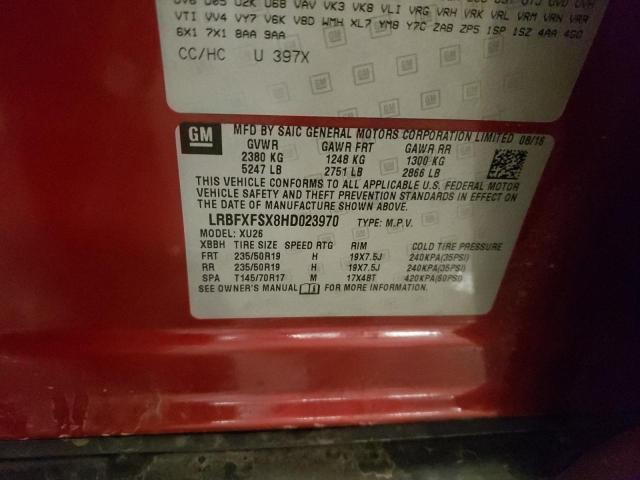 VTI VV4 VY7 V6K V8D WMH XL7 YM8 Y7C ZAB ZP5 1SP 1SZ 4AA 4G0
6X1 7X1 8AA 9AA
CC/HC U 397X
GM
MFD BY SAIC GENERAL MOTORS CORPORATION LIMITED 08/16
GVWR GAWR FRT GAWR RR
2380 KG 1248 KG 1300 KG
5247 LB 2751 LB 2866 LB
THIS VEHICLE CONFORMS TO ALL APPLICABLE U.S. FEDERAL MOTOR
VEHICLE SAFETY AND THEFT PREVENTION STANDARDS IN EFFECT ON
THE DATE OF MANUFACTURE SHOWN ABOVE.
LRBFXFSX8HD023970 TYPE: M.P.V.
MODEL: XU26
XBBH TIRE SIZE SPEED RTG RIM COLD TIRE PRESSURE
FRT 235/50R19 H 19X7.5J 240KPA(35PSI)
RR 235/50R19 H 19X7.5J 240KPA(35PSI)
SPA T145/70R17 M 17X4BT 420KPA(60PSI)
SEE OWNER'S MANUAL FOR MORE INFORMATION.